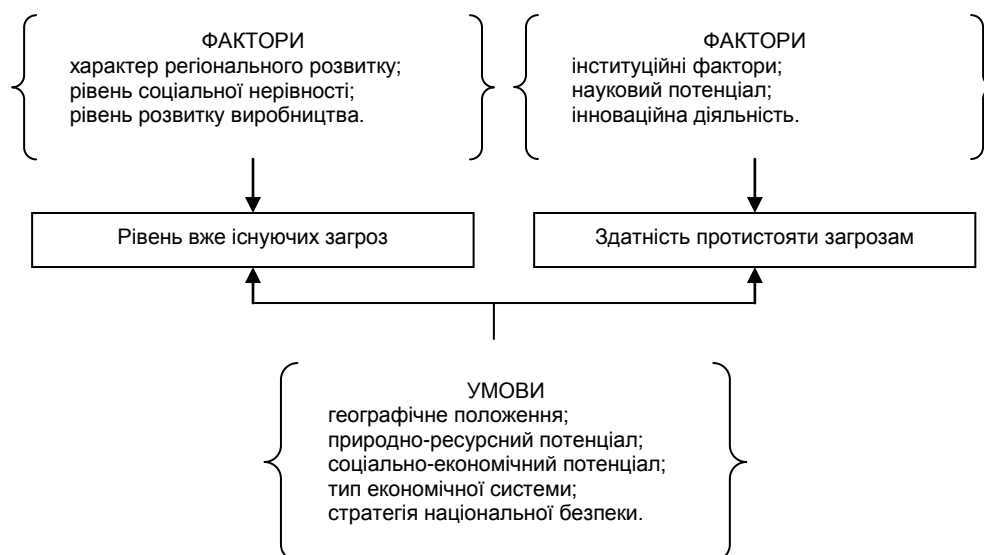 ФАКТОРИ
характер регіонального розвитку;
рівень соціальної нерівності;
рівень розвитку виробництва.
ФАКТОРИ
інституційні фактори;
науковий потенціал;
інноваційна діяльність.
Рівень вже існуючих загроз
Здатність протистояти загрозам
УМОВИ
географічне положення;
природно-ресурсний потенціал;
соціально-економічний потенціал;
тип економічної системи;
стратегія національної безпеки.